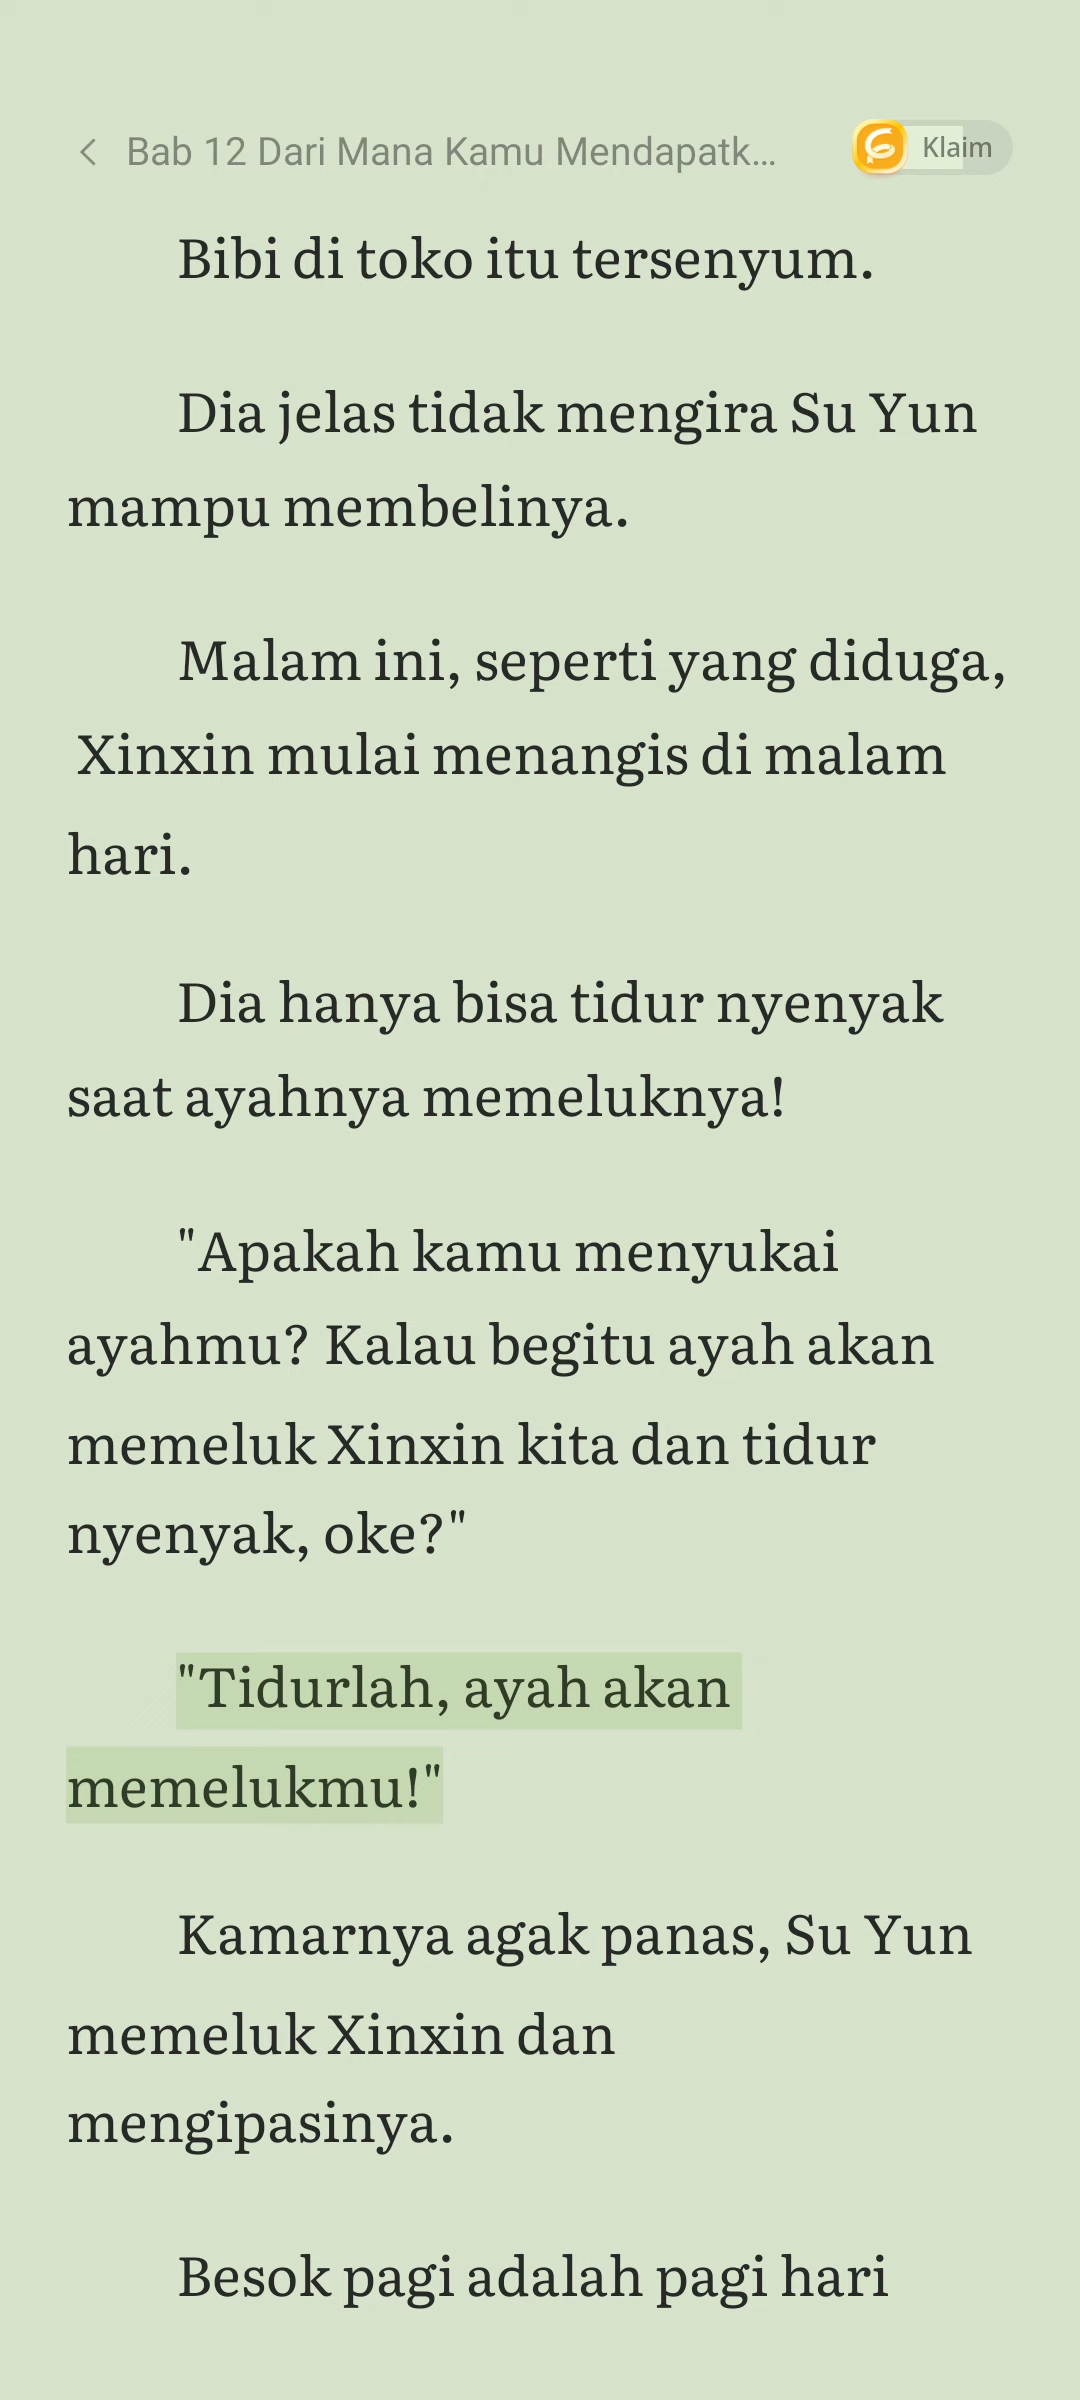 Bab 12 Dari Mana Kamu Mendapatk...
Klaim
Bibi di toko itu tersenyum.
Dia jelas tidak mengira Su Yun
mampu membelinya.
Malam ini, seperti yang diduga,
Xinxin mulai menangis di malam
hari.
Dia hanya bisa tidur nyenyak
saat ayahnya memeluknya!
"Apakah kamu menyukai
ayahmu? Kalau begitu ayah akan
memeluk Xinxin kita dan tidur
nyenyak, oke?"
"Tidurlah, ayah akan
memelukmu!"
Kamarnya agak panas, Su Yun
memeluk Xinxin dan
mengipasinya.
Besok pagi adalah pagi hari